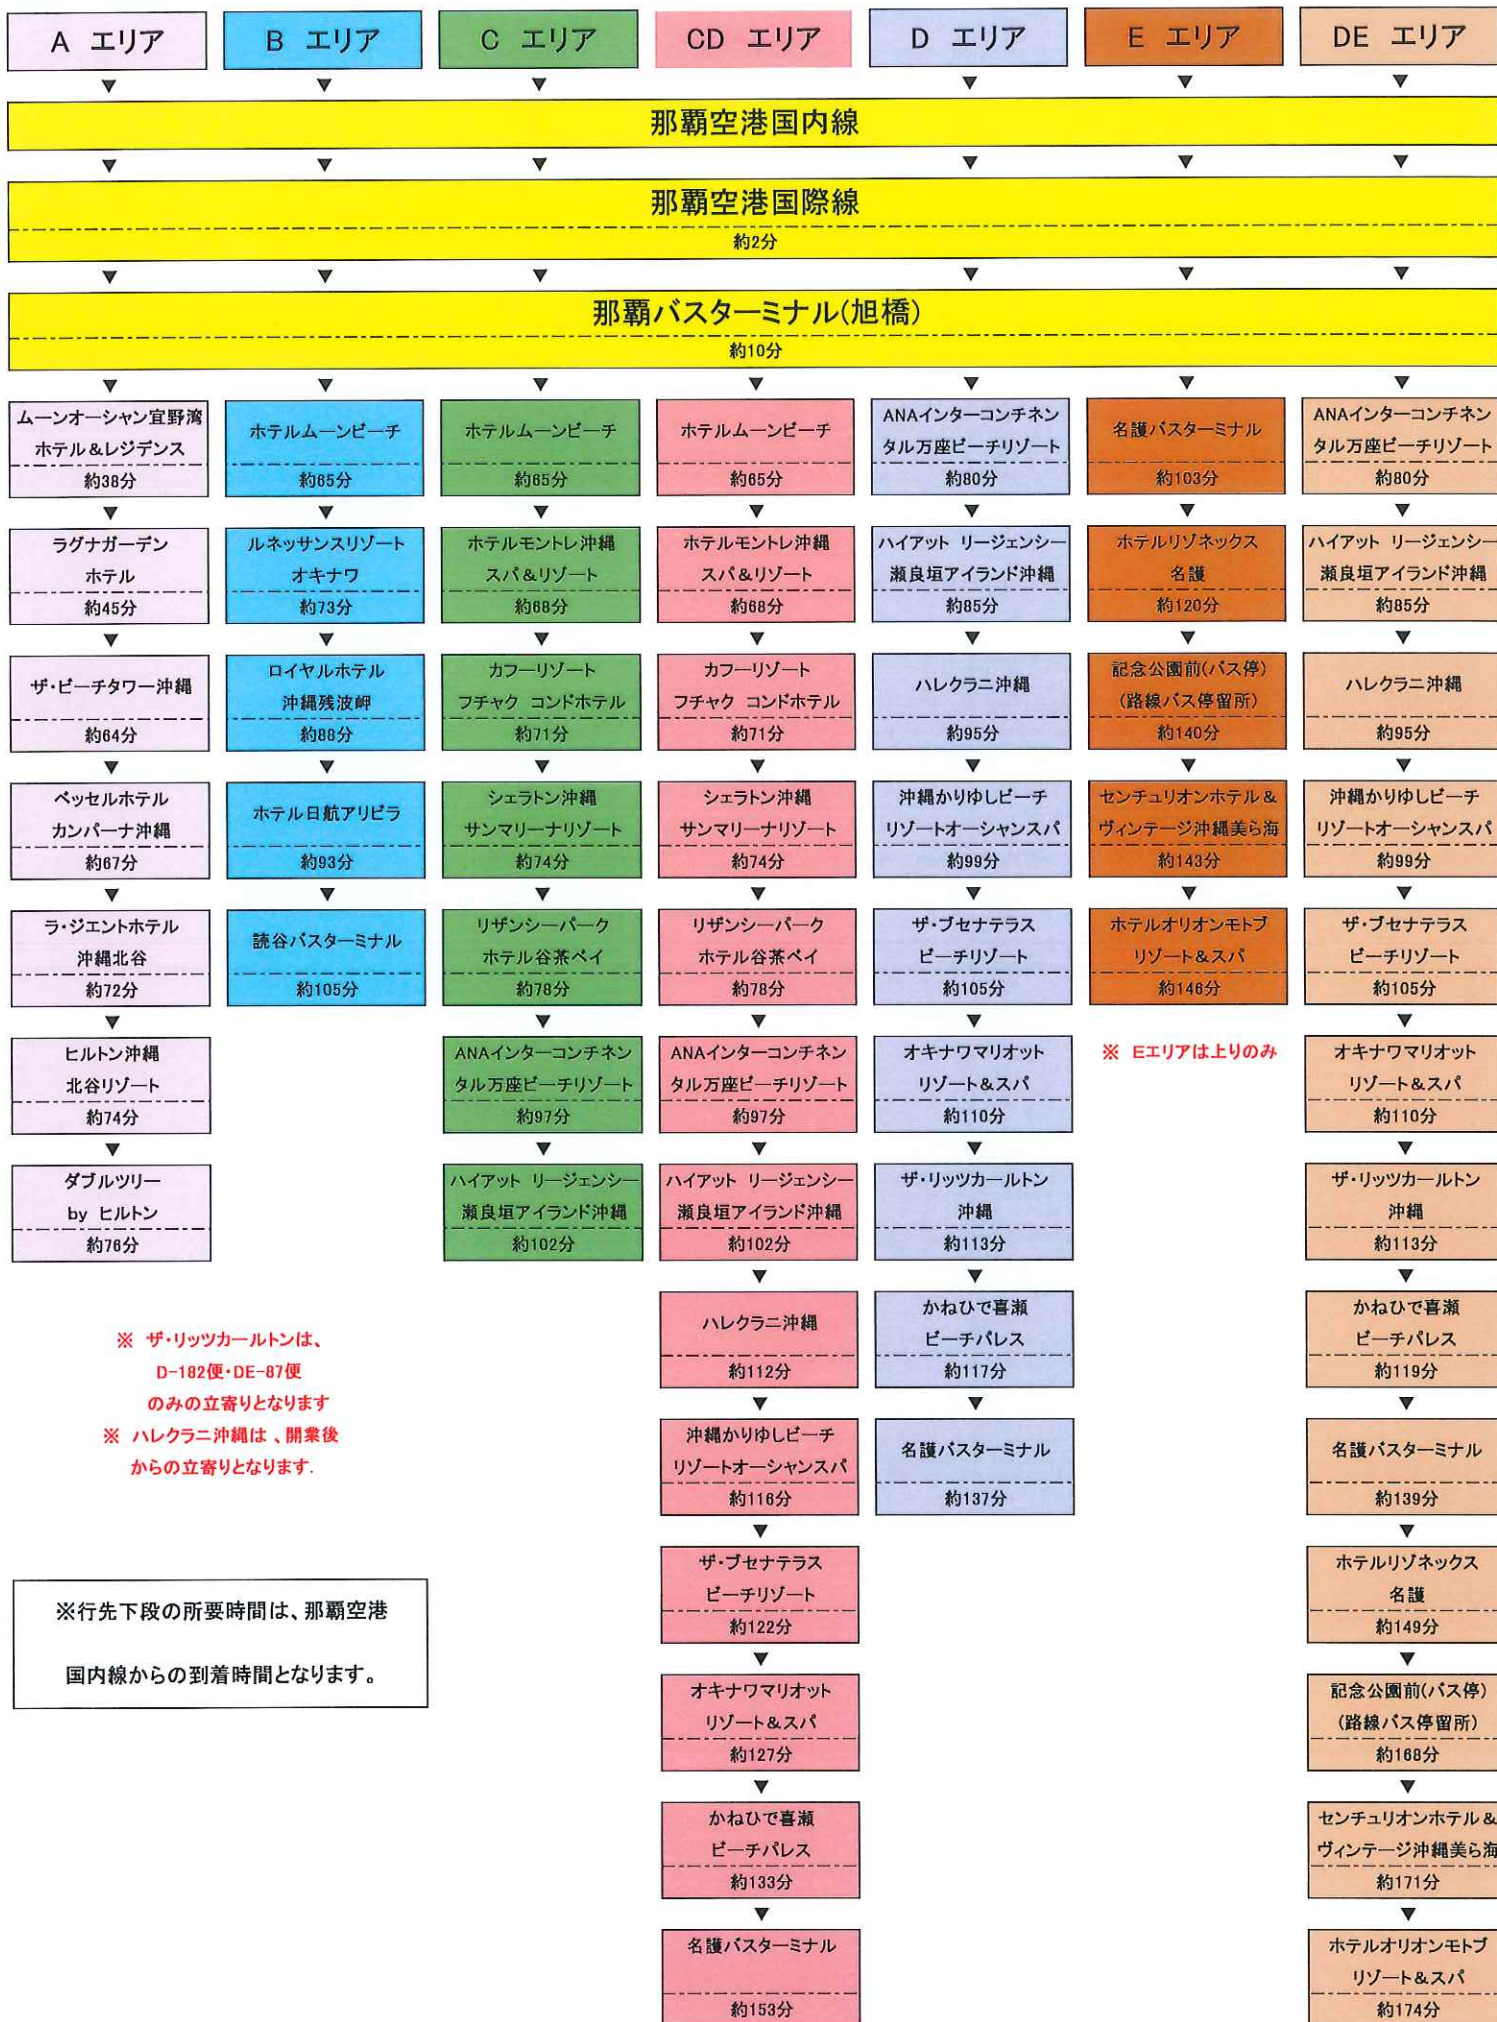 A エリア
B エリア
C エリア
CD エリア
D エリア
E エリア
DE エリア
那覇空港国内線
那覇空港国際線
約2分
那覇バスターミナル(旭橋)
約10分
ムーンオーシャン宜野湾
ホテル&レジデンス
約38分
ラグナガーデン
ホテル
約45分
ザ・ビーチタワー沖縄
約64分
ベッセルホテル
カンパーナ沖縄
約67分
ラ・ジェントホテル
沖縄北谷
約72分
ヒルトン沖縄
北谷リゾート
約74分
ダブルツリー
by ヒルトン
約76分
ホテルムーンビーチ
約65分
ルネッサンスリゾート
オキナワ
約73分
ロイヤルホテル
沖縄残波岬
約88分
ホテル日航アリビラ
約93分
読谷バスターミナル
約105分
ホテルムーンビーチ
約65分
ホテルモントレ沖縄
スパ&リゾート
約68分
カフーリゾート
フチャク コンドホテル
約71分
シェラトン沖縄
サンマリーナリゾート
約74分
リザンシーパーク
ホテル谷茶ベイ
約78分
ANAインターコンチネン
タル万座ビーチリゾート
約97分
ハイアット リージェンシー
瀬良垣アイランド沖縄
約102分
ホテルムーンビーチ
約65分
ホテルモントレ沖縄
スパ&リゾート
約68分
カフーリゾート
フチャク コンドホテル
約71分
シェラトン沖縄
サンマリーナリゾート
約74分
リザンシーパーク
ホテル谷茶ベイ
約78分
ANAインターコンチネン
タル万座ビーチリゾート
約97分
ハイアット リージェンシー
瀬良垣アイランド沖縄
約102分
ハレクラニ沖縄
約112分
沖縄かりゆしビーチ
リゾートオーシャンスパ
約116分
ザ・ブセナテラス
ビーチリゾート
約122分
オキナワマリオット
リゾート&スパ
約127分
かねひで喜瀬
ビーチパレス
約133分
名護バスターミナル
約153分
ANAインターコンチネン
タル万座ビーチリゾート
約80分
ハイアット リージェンシー
瀬良垣アイランド沖縄
約85分
ハレクラニ沖縄
約95分
沖縄かりゆしビーチ
リゾートオーシャンスパ
約99分
ザ・ブセナテラス
ビーチリゾート
約105分
オキナワマリオット
リゾート&スパ
約110分
ザ・リッツカールトン
沖縄
約113分
かねひで喜瀬
ビーチパレス
約117分
名護バスターミナル
約137分
名護バスターミナル
約103分
ホテルリゾネックス
名護
約120分
記念公園前(バス停)
(路線バス停留所)
約140分
センチュリオンホテル&
ヴィンテージ沖縄美ら海
約143分
ホテルオリオンモトブ
リゾート&スパ
約146分
※ Eエリアは上りのみ
ANAインターコンチネン
タル万座ビーチリゾート
約80分
ハイアット リージェンシー
瀬良垣アイランド沖縄
約85分
ハレクラニ沖縄
約95分
沖縄かりゆしビーチ
リゾートオーシャンスパ
約99分
ザ・ブセナテラス
ビーチリゾート
約105分
オキナワマリオット
リゾート&スパ
約110分
ザ・リッツカールトン
沖縄
約113分
かねひで喜瀬
ビーチパレス
約119分
名護バスターミナル
約139分
ホテルリゾネックス
名護
約149分
記念公園前(バス停)
(路線バス停留所)
約168分
センチュリオンホテル&
ヴィンテージ沖縄美ら海
約171分
ホテルオリオンモトブ
リゾート&スパ
約174分
※ ザ・リッツカールトンは、
D-182便・DE-87便
のみの立寄りとなります
※ ハレクラニ沖縄は、開業後
からの立寄りとなります.
※行先下段の所要時間は、那覇空港
国内線からの到着時間となります。